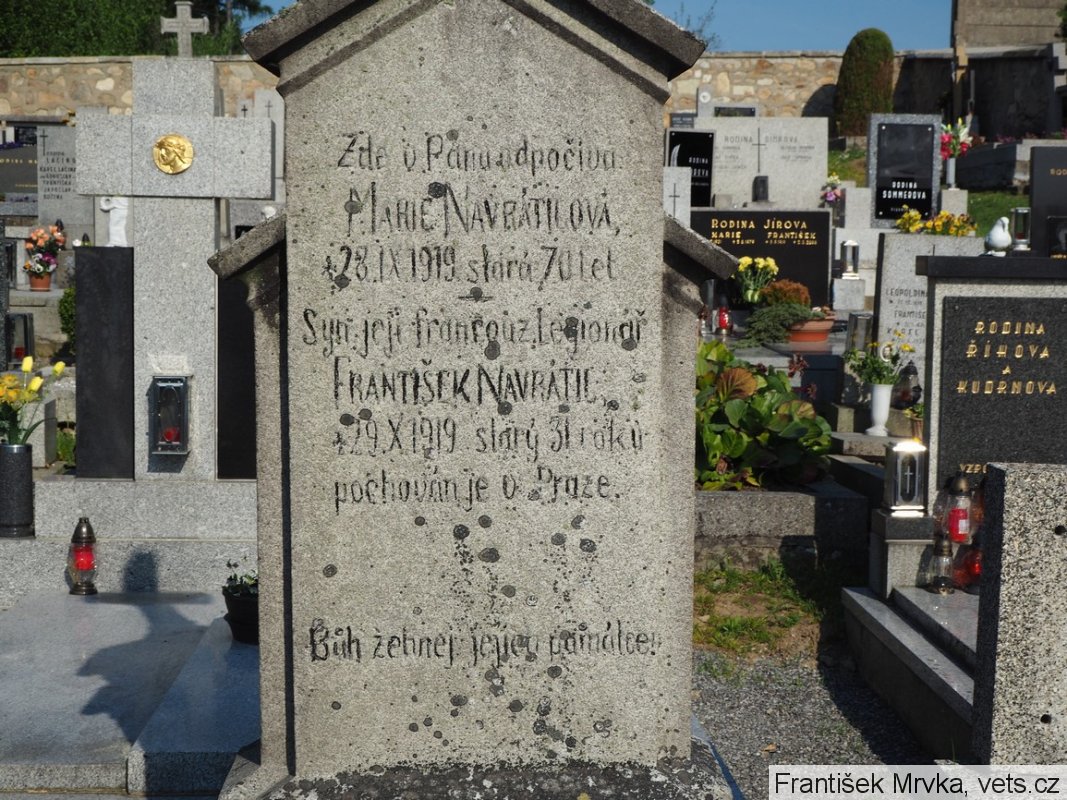 Zde v Pánu odpočívá
MARIE NAVRÁTILOVÁ,
*28.IX.1919. stará 70 let
Syn její francouz. Legionář
FRANTIŠEK NAVRÁTIL,
*29.X.1919 starý 31 roků
pochován je v Praze.
Bůh žehnej jejich památce!
RODINA
SOMMEROVA
RODINA JÍROVA
MARIE FRANTIŠEK
LEOPOLDINA
RODINA
ŘÍHOVA
A
KUDRNOVA
František Mrvka, vets.cz